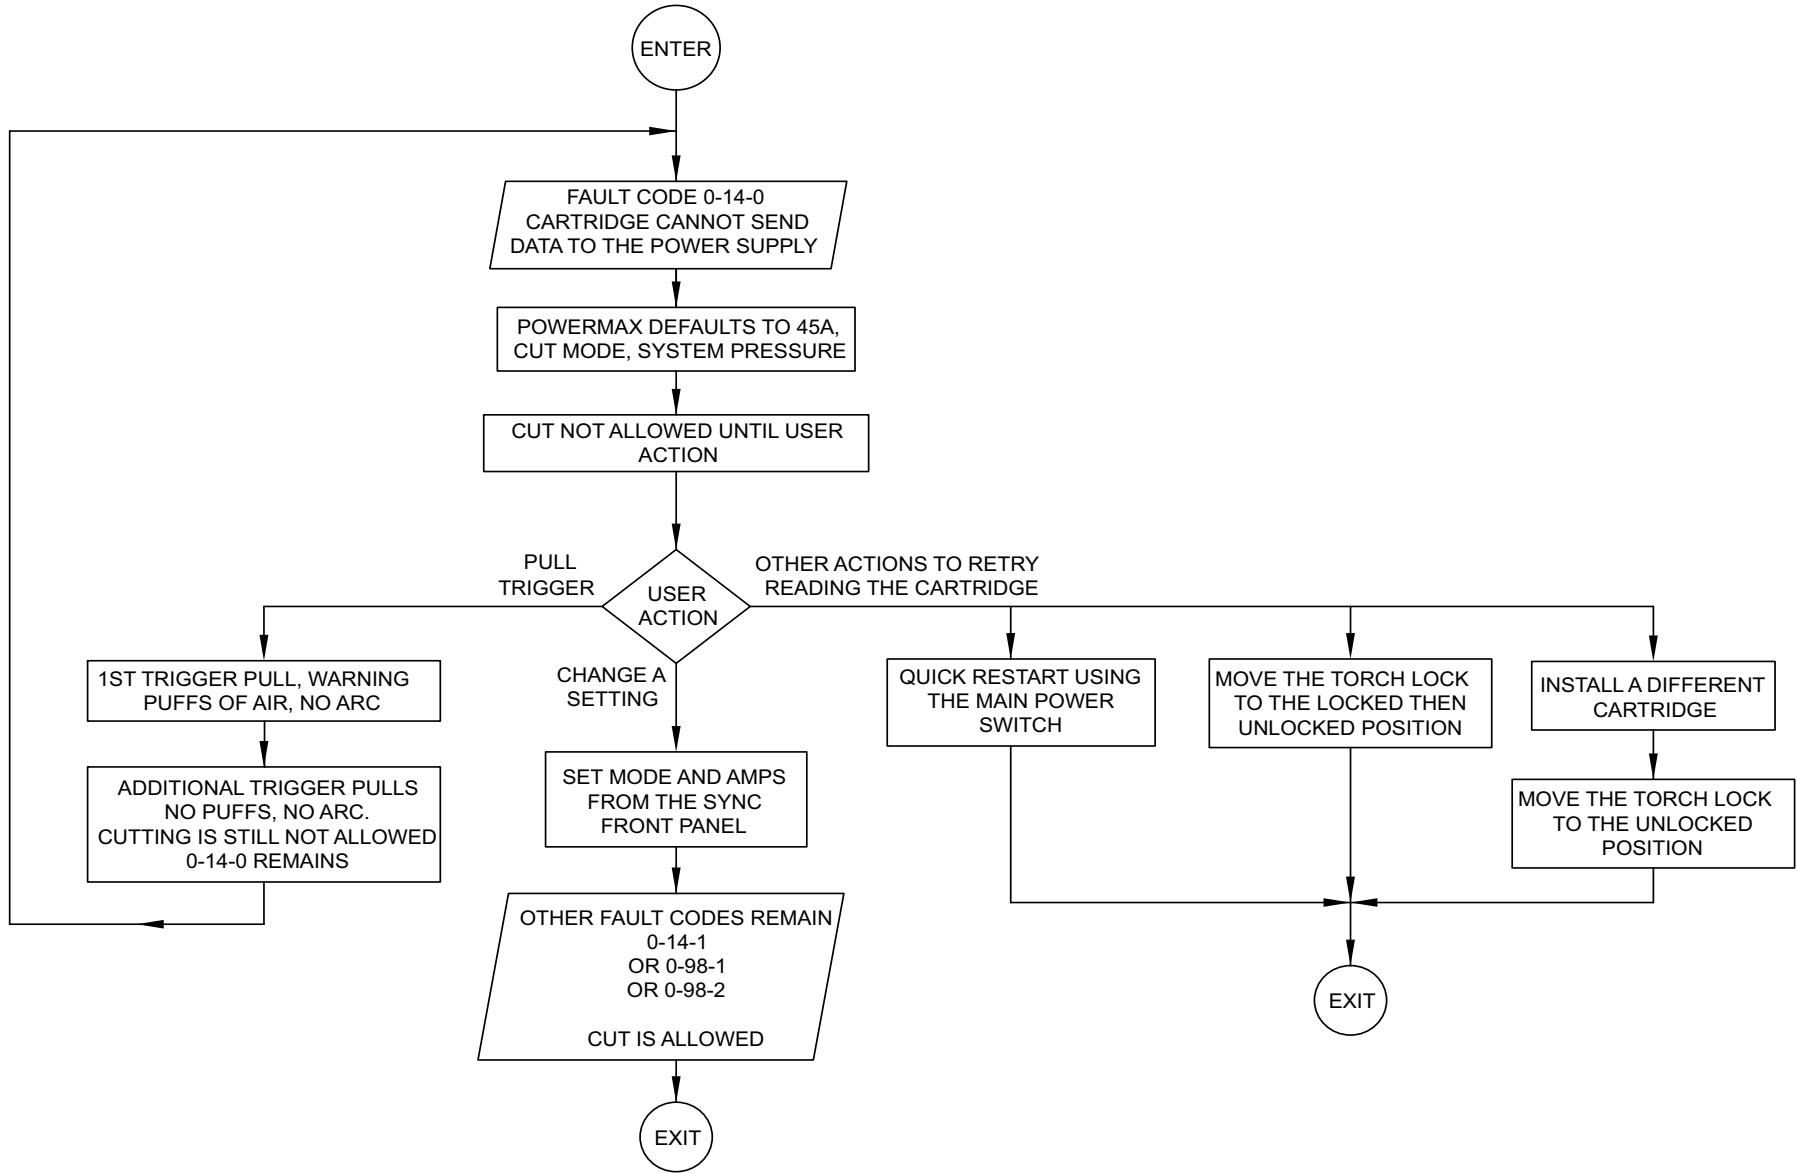 ENTER
FAULT CODE 0-14-0
CARTRIDGE CANNOT SEND
DATA TO THE POWER SUPPLY
POWERMAX DEFAULTS TO 45A,
CUT MODE, SYSTEM PRESSURE
CUT NOT ALLOWED UNTIL USER
ACTION
PULL
TRIGGER
USER
ACTION
OTHER ACTIONS TO RETRY
READING THE CARTRIDGE
1ST TRIGGER PULL, WARNING
PUFFS OF AIR, NO ARC
ADDITIONAL TRIGGER PULLS
NO PUFFS, NO ARC.
CUTTING IS STILL NOT ALLOWED
0-14-0 REMAINS
CHANGE A
SETTING
SET MODE AND AMPS
FROM THE SYNC
FRONT PANEL
OTHER FAULT CODES REMAIN
0-14-1
OR 0-98-1
OR 0-98-2
CUT IS ALLOWED
EXIT
QUICK RESTART USING
THE MAIN POWER
SWITCH
MOVE THE TORCH LOCK
TO THE LOCKED THEN
UNLOCKED POSITION
INSTALL A DIFFERENT
CARTRIDGE
MOVE THE TORCH LOCK
TO THE UNLOCKED
POSITION
EXIT